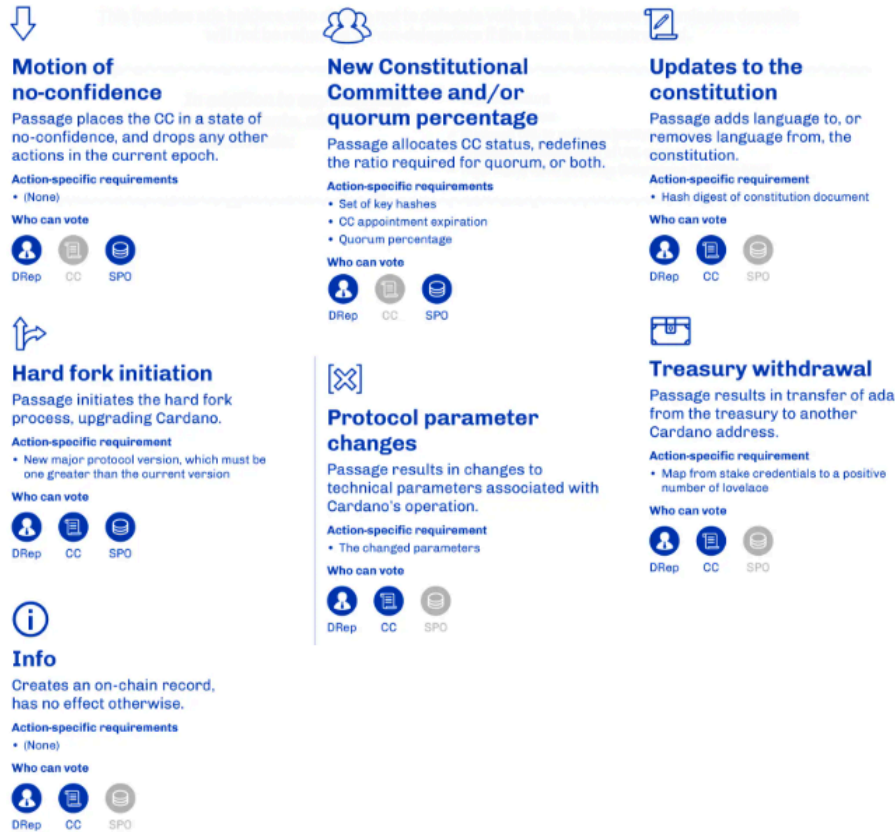 Motion of
no-confidence
Passage places the CC in a state of
no-confidence, and drops any other
actions in the current epoch.
Action-specific requirements
• (None)
Who can vote
DRep CC SPO
New Constitutional
Committee and/or
quorum percentage
Passage allocates CC status, redefines
the ratio required for quorum, or both.
Action-specific requirements
• Set of key hashes
• CC appointment expiration
• Quorum percentage
Who can vote
DRep CC SPO
Updates to the
constitution
Passage adds language to, or
removes language from, the
constitution.
Action-specific requirement
• Hash digest of constitution document
Who can vote
DRep CC SPO
Hard fork initiation
Passage initiates the hard fork
process, upgrading Cardano.
Action-specific requirement
• New major protocol version, which must be
one greater than the current version
Who can vote
DRep CC SPO
Protocol parameter
changes
Passage results in changes to
technical parameters associated with
Cardano's operation.
Action-specific requirement
• The changed parameters
Who can vote
DRep CC SPO
Treasury withdrawal
Passage results in transfer of ada
from the treasury to another
Cardano address.
Action-specific requirement
• Map from stake credentials to a positive
number of lovelace
Who can vote
DRep CC SPO
Info
Creates an on-chain record,
has no effect otherwise.
Action-specific requirements
• (None)
Who can vote
DRep CC SPO